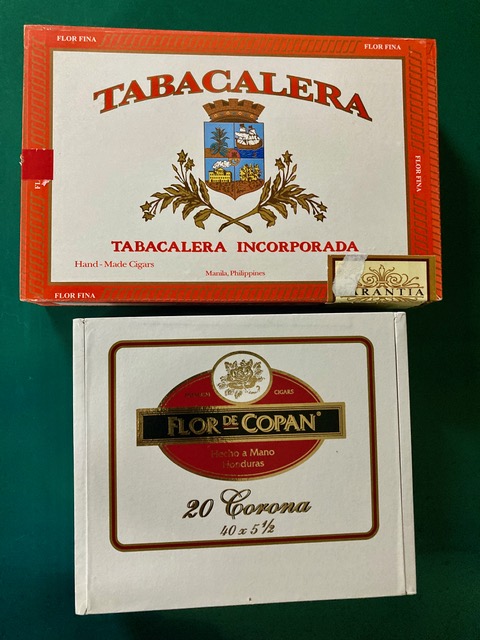 FLOR FINA
FLOR FINA
TABACALERA
FLOR FINA
TABACALERA INCORPORADA
Hand - Made Cigars
Manila, Philippines
FLOR FINA
CIGARS
FLOR DE COPAN®
Hecho a Mano
Honduras
20 Corona
40 x 5 1/2